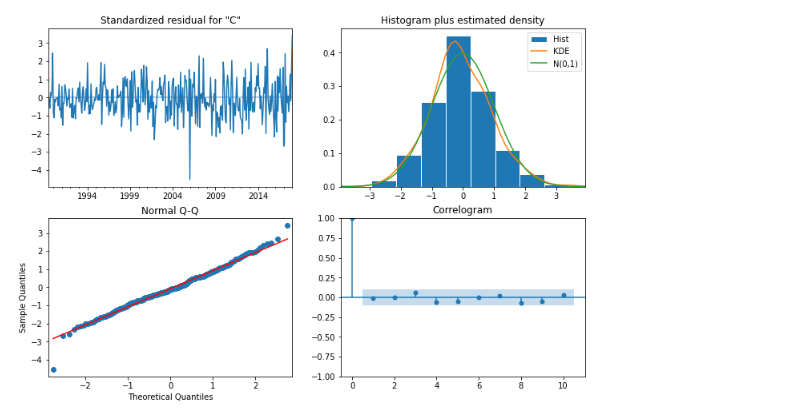 Standardized residual for "C"
3
2
1
0
−1
−2
−3
−4
1994 1999 2004 2009 2014
Histogram plus estimated density
Hist
KDE
N(0,1)
0.4
0.3
0.2
0.1
0.0
−3 −2 −1 0 1 2 3
Normal Q-Q
Sample Quantiles
3
2
1
0
−1
−2
−3
−4
−2 −1 0 1 2
Theoretical Quantiles
Correlogram
1.00
0.75
0.50
0.25
0.00
−0.25
−0.50
−0.75
−1.00
0 2 4 6 8 10